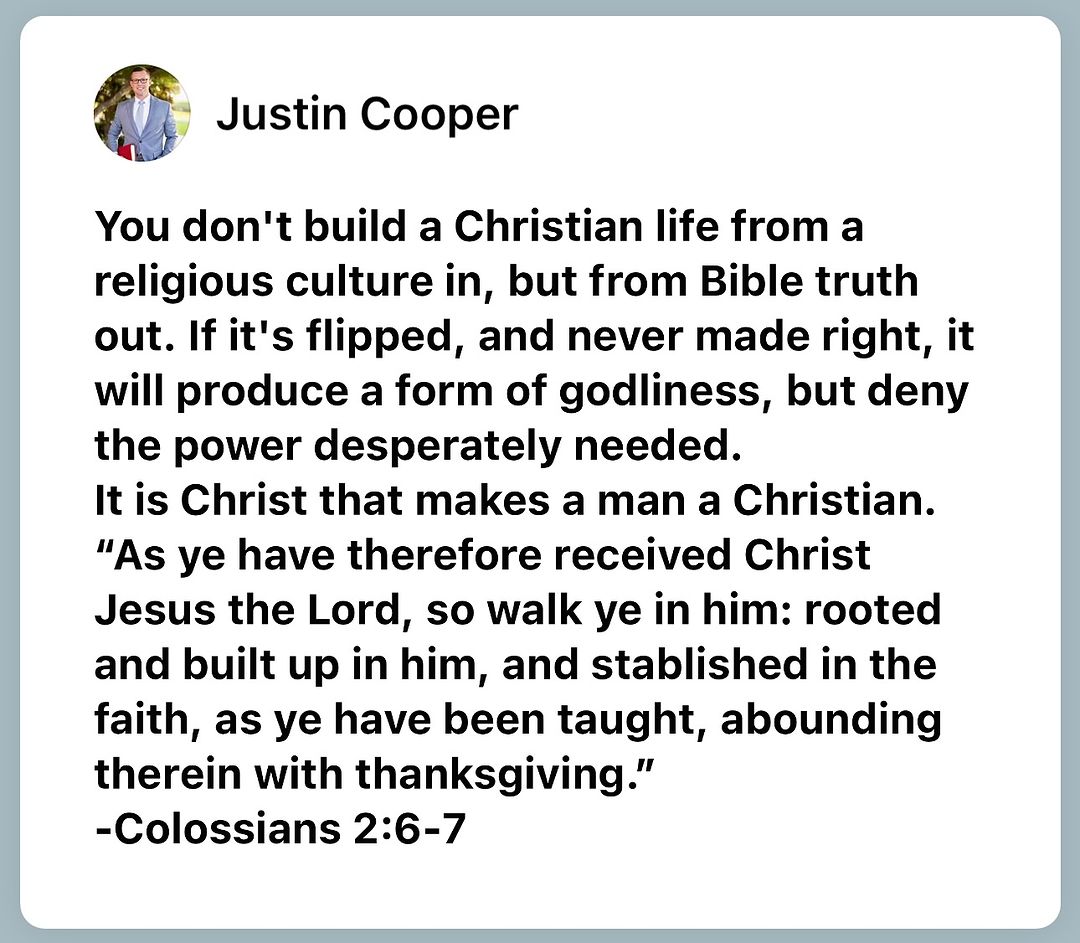 Justin Cooper
You don't build a Christian life from a
religious culture in, but from Bible truth
out. If it's flipped, and never made right, it
will produce a form of godliness, but deny
the power desperately needed.
It is Christ that makes a man a Christian.
“As ye have therefore received Christ
Jesus the Lord, so walk ye in him: rooted
and built up in him, and stablished in the
faith, as ye have been taught, abounding
therein with thanksgiving.”
-Colossians 2:6-7